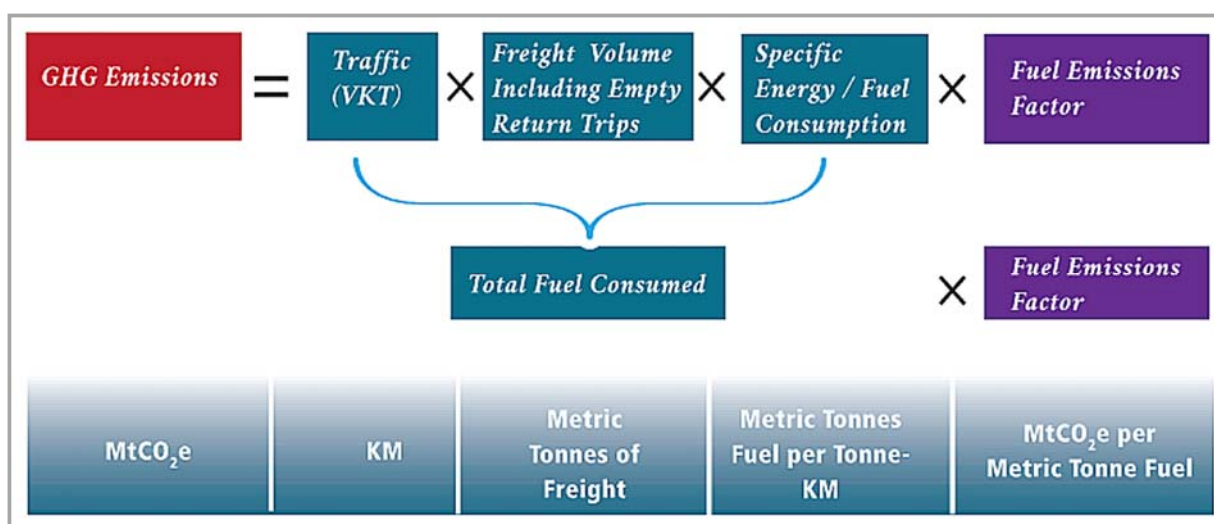 GHG Emissions
=
Traffic
(VKT)
×
Freight Volume
Including Empty
Return Trips
×
Specific
Energy / Fuel
Consumption
×
Fuel Emissions
Factor
Total Fuel Consumed
×
Fuel Emissions
Factor
MtCO₂e
KM
Metric
Tonnes of
Freight
Metric Tonnes
Fuel per Tonne-
KM
MtCO₂e per
Metric Tonne Fuel